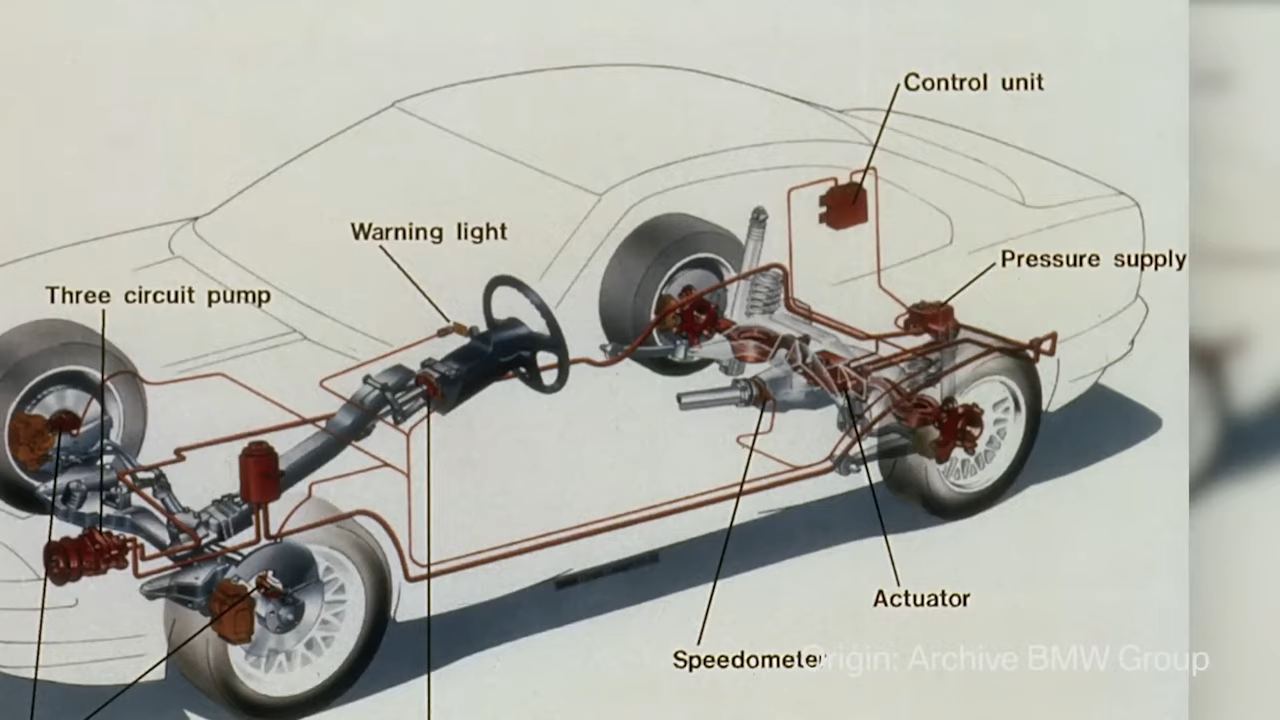 Control unit
Warning light
Pressure supply
Three circuit pump
Actuator
Speedometer
Origin: Archive BMW Group